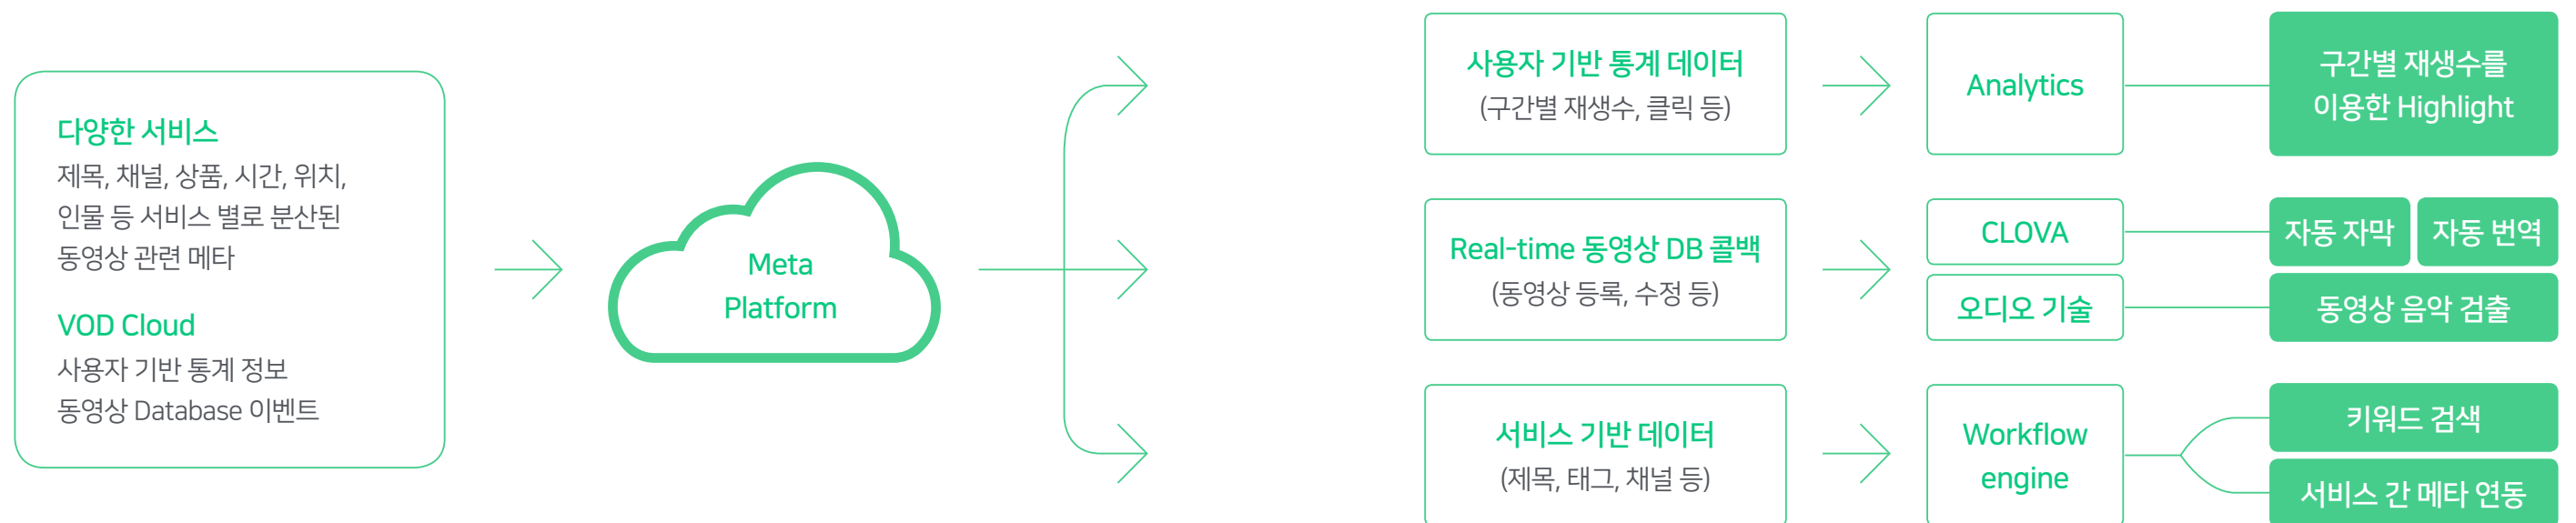 다양한 서비스
제목, 채널, 상품, 시간, 위치,
인물 등 서비스 별로 분산된
동영상 관련 메타
VOD Cloud
사용자 기반 통계 정보
동영상 Database 이벤트
Meta
Platform
사용자 기반 통계 데이터
(구간별 재생수, 클릭 등)
Analytics
구간별 재생수를
이용한 Highlight
Real-time 동영상 DB 콜백
(동영상 등록, 수정 등)
CLOVA
자동 자막
자동 번역
오디오 기술
동영상 음악 검출
서비스 기반 데이터
(제목, 태그, 채널 등)
Workflow
engine
키워드 검색
서비스 간 메타 연동